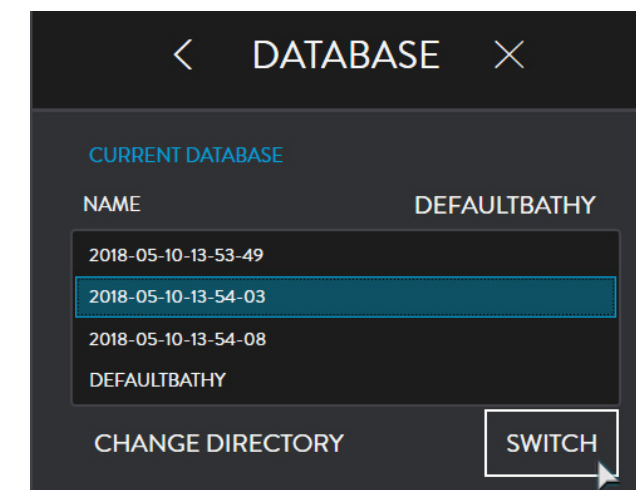 DATABASE
CURRENT DATABASE
NAME DEFAULTBATHY
2018-05-10-13-53-49
2018-05-10-13-54-03
2018-05-10-13-54-08
DEFAULTBATHY
CHANGE DIRECTORY SWITCH